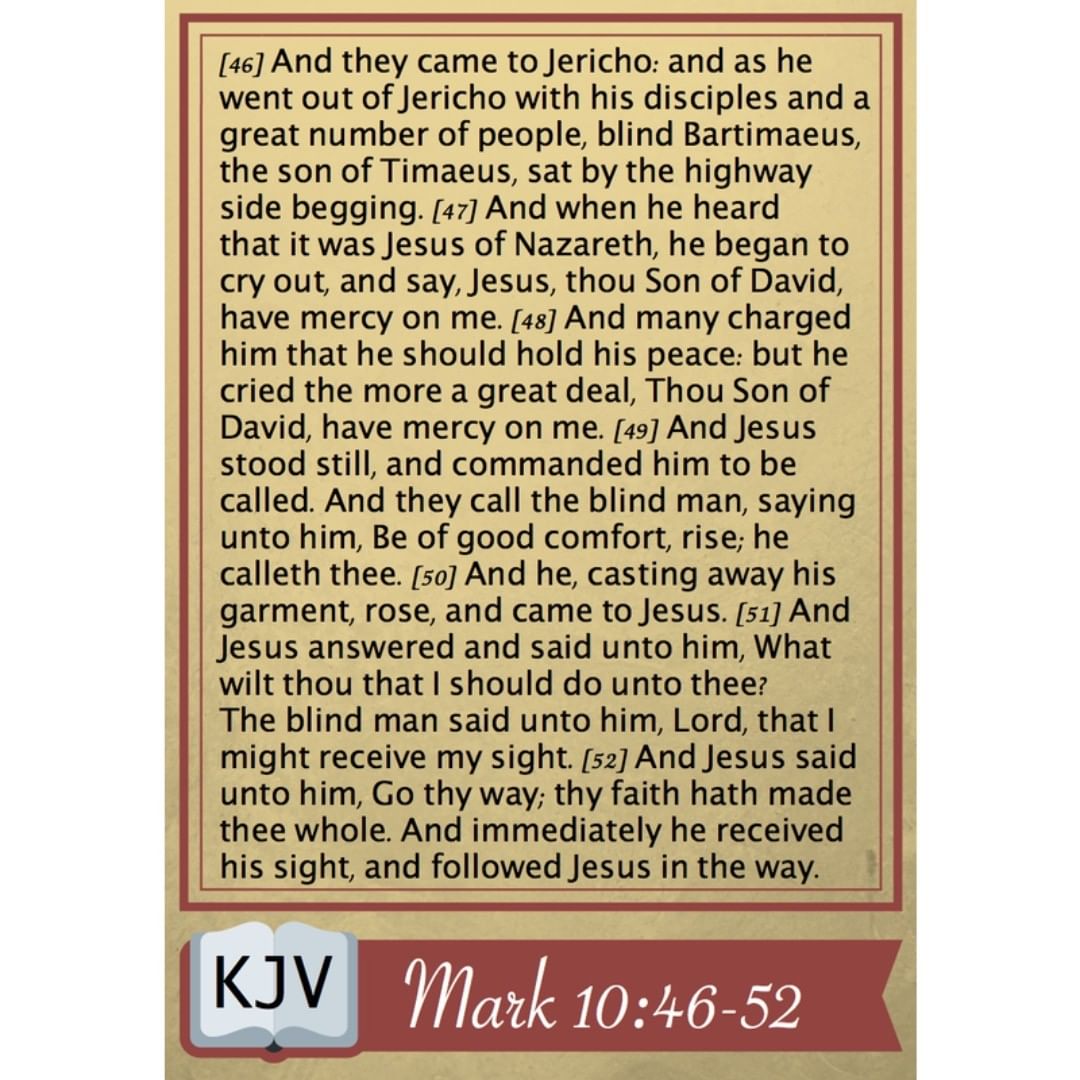 [46] And they came to Jericho: and as he
went out of Jericho with his disciples and a
great number of people, blind Bartimaeus,
the son of Timaeus, sat by the highway
side begging. [47] And when he heard
that it was Jesus of Nazareth, he began to
cry out, and say, Jesus, thou Son of David,
have mercy on me. [48] And many charged
him that he should hold his peace: but he
cried the more a great deal, Thou Son of
David, have mercy on me. [49] And Jesus
stood still, and commanded him to be
called. And they call the blind man, saying
unto him, Be of good comfort, rise; he
calleth thee. [50] And he, casting away his
garment, rose, and came to Jesus. [51] And
Jesus answered and said unto him, What
wilt thou that I should do unto thee?
The blind man said unto him, Lord, that I
might receive my sight. [52] And Jesus said
unto him, Go thy way; thy faith hath made
thee whole. And immediately he received
his sight, and followed Jesus in the way.
KJV
Mark 10:46-52